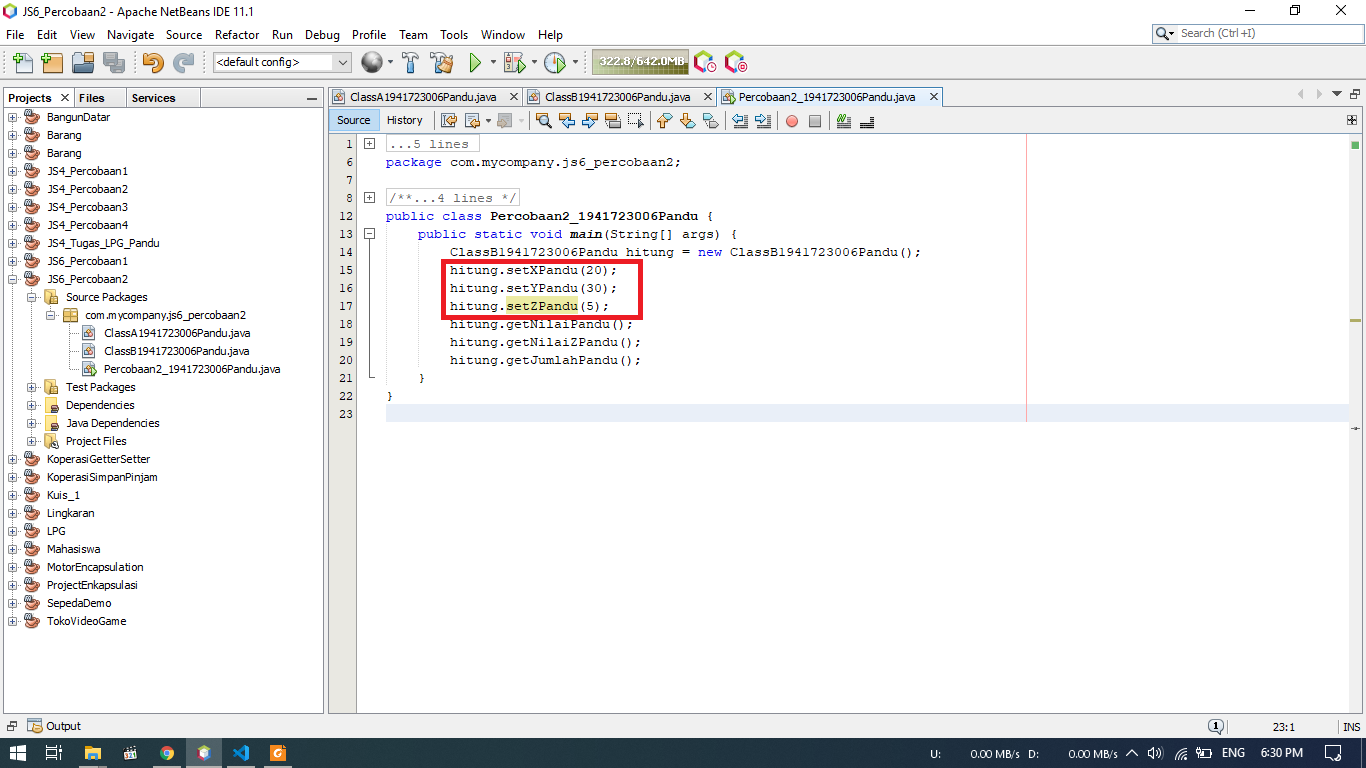 JS6_Percobaan2 - Apache NetBeans IDE 11.1
File Edit View Navigate Source Refactor Run Debug Profile Team Tools Window Help
Search (Ctrl+I)
<default config>
322.8/642.0MB
Projects Files Services
BangunDatar
Barang
Barang
JS4_Percobaan1
JS4_Percobaan2
JS4_Percobaan3
JS4_Percobaan4
JS4_Tugas_LPG_Pandu
JS6_Percobaan1
JS6_Percobaan2
Source Packages
com.mycompany.js6_percobaan2
ClassA1941723006Pandu.java
ClassB1941723006Pandu.java
Percobaan2_1941723006Pandu.java
Test Packages
Dependencies
Java Dependencies
Project Files
KoperasiGetterSetter
KoperasiSimpanPinjam
Kuis_1
Lingkaran
LPG
Mahasiswa
MotorEncapsulation
ProjectEnkapsulasi
SepedaDemo
TokoVideoGame
ClassA1941723006Pandu.java ClassB1941723006Pandu.java Percobaan2_1941723006Pandu.java
Source History
1 ...5 lines
6 package com.mycompany.js6_percobaan2;
7
8 /**...4 lines */
12 public class Percobaan2_1941723006Pandu {
13 public static void main(String[] args) {
14 ClassB1941723006Pandu hitung = new ClassB1941723006Pandu();
15 hitung.setXPandu(20);
16 hitung.setYPandu(30);
17 hitung.setZPandu(5);
18 hitung.getNilaiPandu();
19 hitung.getNilaiZPandu();
20 hitung.getJumlahPandu();
21 }
22 }
23
Output
1
23:1
INS
U: 0.00 MB/s D: 0.00 MB/s
ENG
6:30 PM